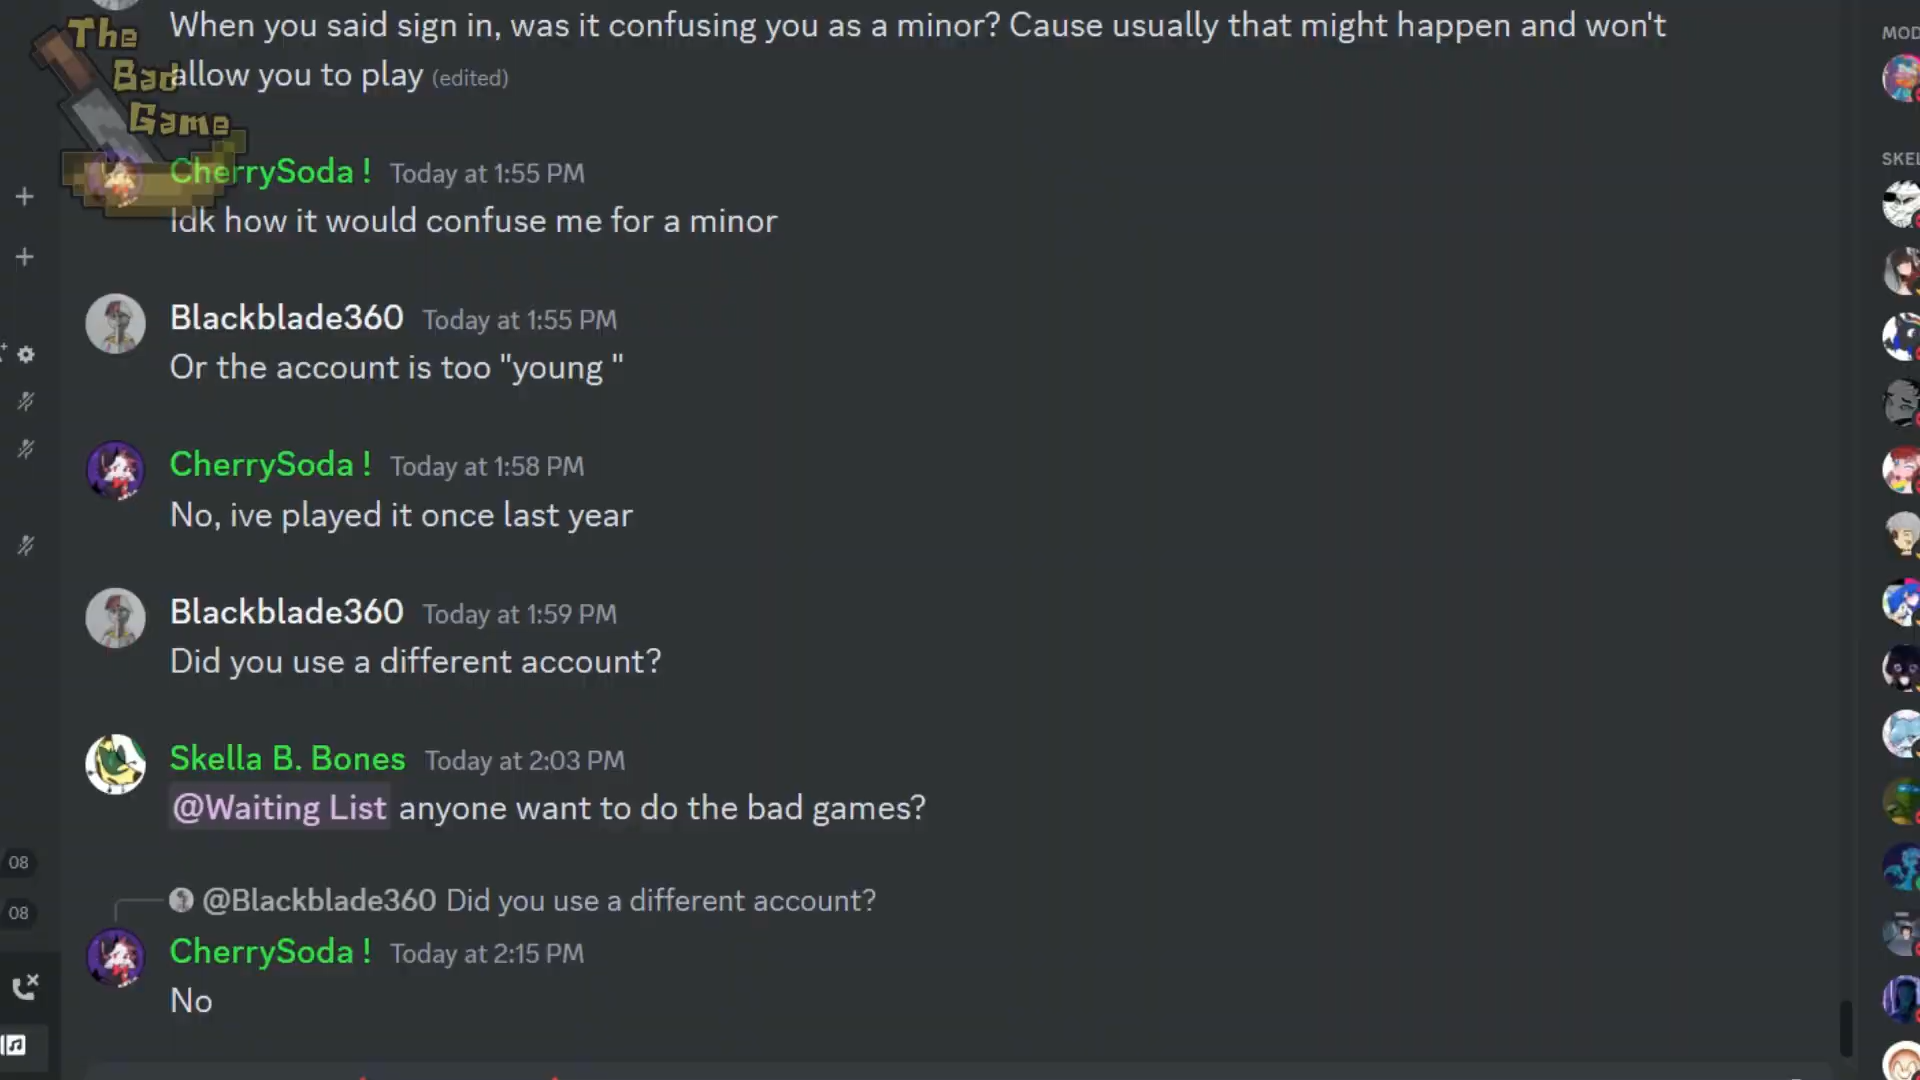 When you said sign in, was it confusing you as a minor? Cause usually that might happen and won't
allow you to play (edited)
The
Bad
Game
CherrySoda ! Today at 1:55 PM
Idk how it would confuse me for a minor
Blackblade360 Today at 1:55 PM
Or the account is too "young "
CherrySoda ! Today at 1:58 PM
No, ive played it once last year
Blackblade360 Today at 1:59 PM
Did you use a different account?
Skella B. Bones Today at 2:03 PM
@Waiting List anyone want to do the bad games?
@Blackblade360 Did you use a different account?
CherrySoda ! Today at 2:15 PM
No
08
08
MOD
SKEL